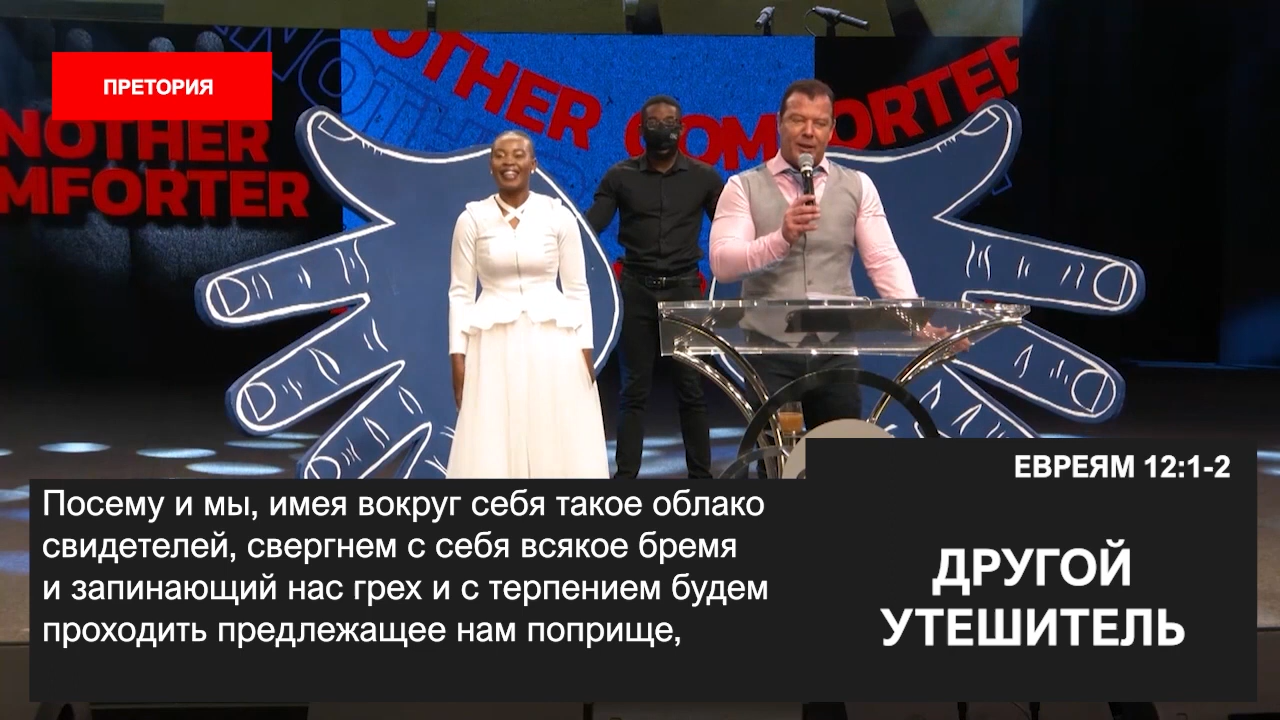 ПРЕТОРИЯ
NOTHER
MFORTER
OTHER
COMFORTER
ЕВРЕЯМ 12:1-2
Посему и мы, имея вокруг себя такое облако
свидетелей, свергнем с себя всякое бремя
и запинающий нас грех и с терпением будем
проходить предлежащее нам поприще,
ДРУГОЙ
УТЕШИТЕЛЬ